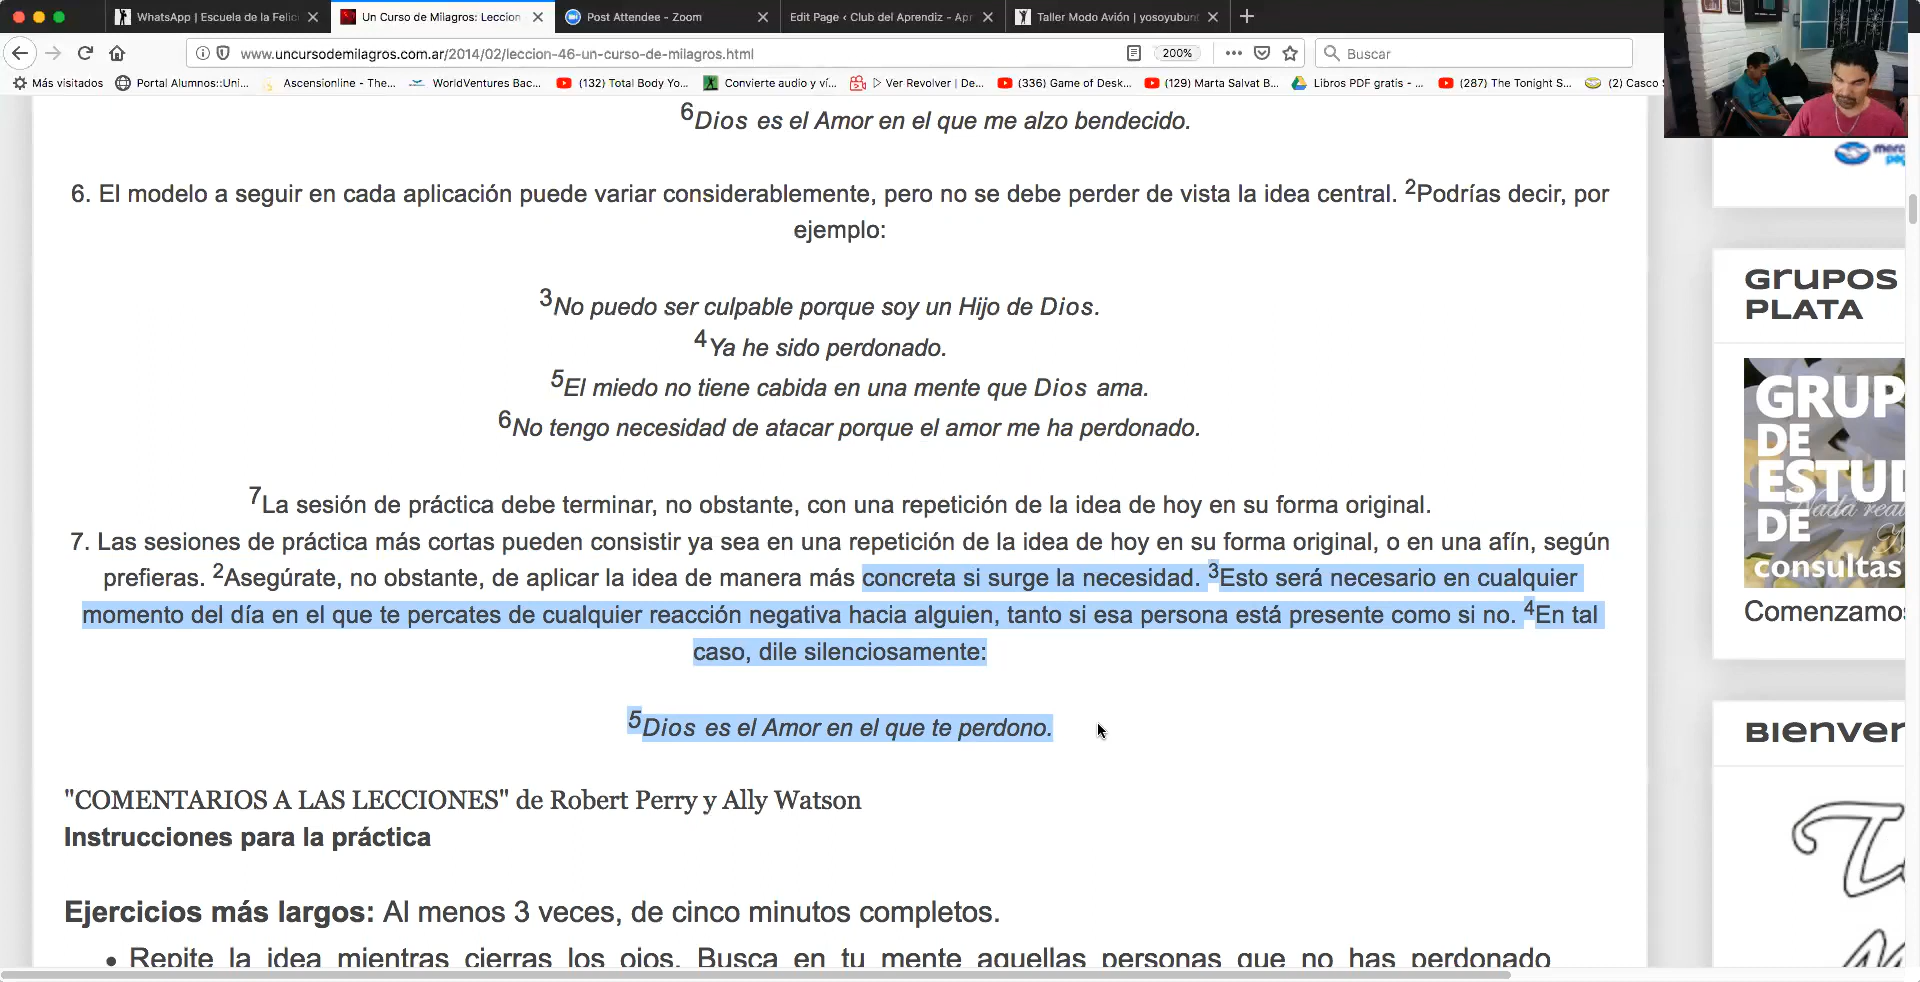 WhatsApp | Escuela de la Felici
Un Curso de Milagros: Leccion
Post Attendee - Zoom
Edit Page ‹ Club del Aprendiz - Apr
Taller Modo Avión | yosoyubunt
www.uncursodemilagros.com.ar/2014/02/leccion-46-un-curso-de-milagros.html
200%
Buscar
Más visitados
Portal Alumnos::Uni...
Ascensionline - The...
WorldVentures Bac...
(132) Total Body Yo...
Convierte audio y ví...
Ver Revolver | De...
(336) Game of Desk...
(129) Marta Salvat B...
Libros PDF gratis - ...
(287) The Tonight S...
(2) Casco S
6Dios es el Amor en el que me alzo bendecido.
6. El modelo a seguir en cada aplicación puede variar considerablemente, pero no se debe perder de vista la idea central. 2Podrías decir, por
ejemplo:
3No puedo ser culpable porque soy un Hijo de Dios.
4Ya he sido perdonado.
5El miedo no tiene cabida en una mente que Dios ama.
6No tengo necesidad de atacar porque el amor me ha perdonado.
7La sesión de práctica debe terminar, no obstante, con una repetición de la idea de hoy en su forma original.
7. Las sesiones de práctica más cortas pueden consistir ya sea en una repetición de la idea de hoy en su forma original, o en una afín, según
prefieras. 2Asegúrate, no obstante, de aplicar la idea de manera más concreta si surge la necesidad. 3Esto será necesario en cualquier
momento del día en el que te percates de cualquier reacción negativa hacia alguien, tanto si esa persona está presente como si no. 4En tal
caso, dile silenciosamente:
5Dios es el Amor en el que te perdono.
"COMENTARIOS A LAS LECCIONES" de Robert Perry y Ally Watson
Instrucciones para la práctica
Ejercicios más largos: Al menos 3 veces, de cinco minutos completos.
• Repite la idea mientras cierras los ojos. Busca en tu mente aquellas personas que no has perdonado
merc
pag
Grupos
PLATA
GRUP
DE
ESTUD
Nada real
DE
consultas
Comenzamos
Bienven